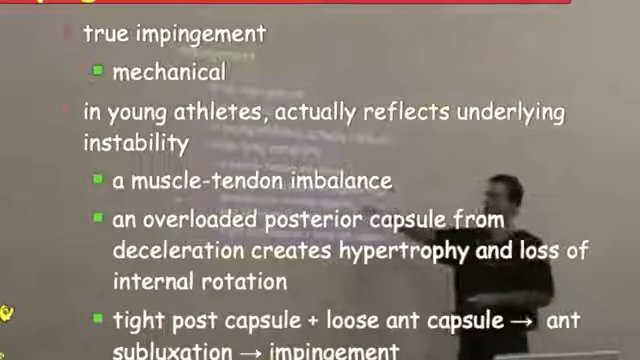 true impingement
mechanical
in young athletes, actually reflects underlying
instability
a muscle-tendon imbalance
an overloaded posterior capsule from
deceleration creates hypertrophy and loss of
internal rotation
tight post capsule + loose ant capsule → ant
subluxation → impingement